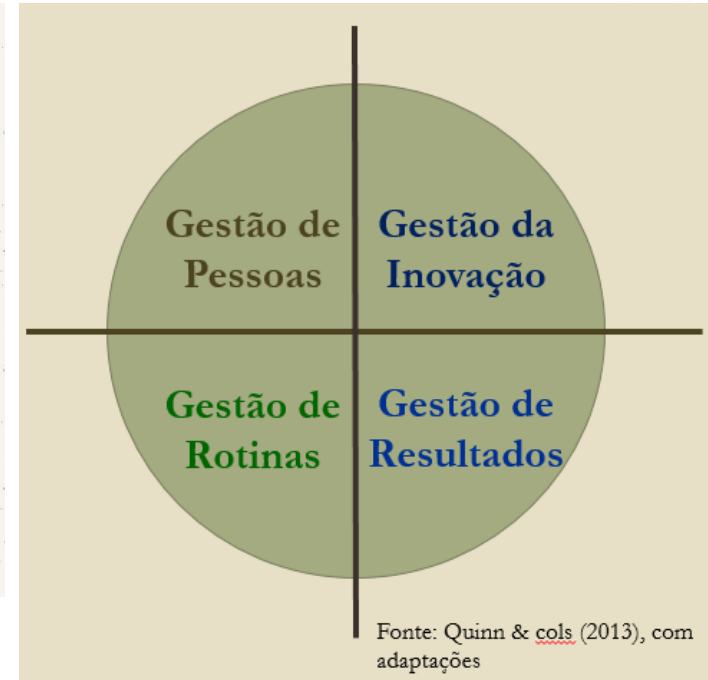 Gestão de
Pessoas
Gestão da
Inovação
Gestão de
Rotinas
Gestão de
Resultados
Fonte: Quinn & cols (2013), com
adaptações